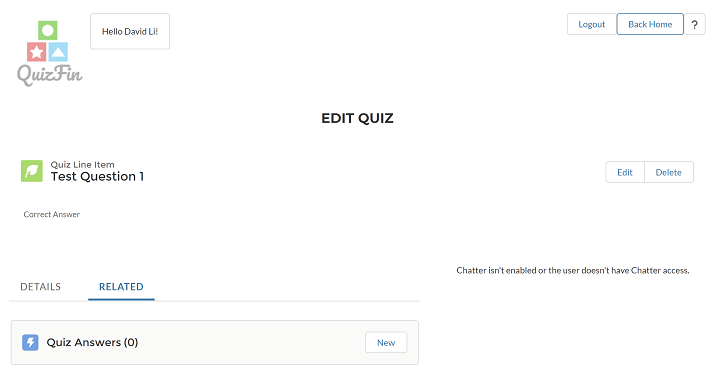 Hello David Li!
Logout
Back Home
?
QuizFin
EDIT QUIZ
Quiz Line Item
Test Question 1
Edit
Delete
Correct Answer
Chatter isn't enabled or the user doesn't have Chatter access.
DETAILS
RELATED
Quiz Answers (0)
New